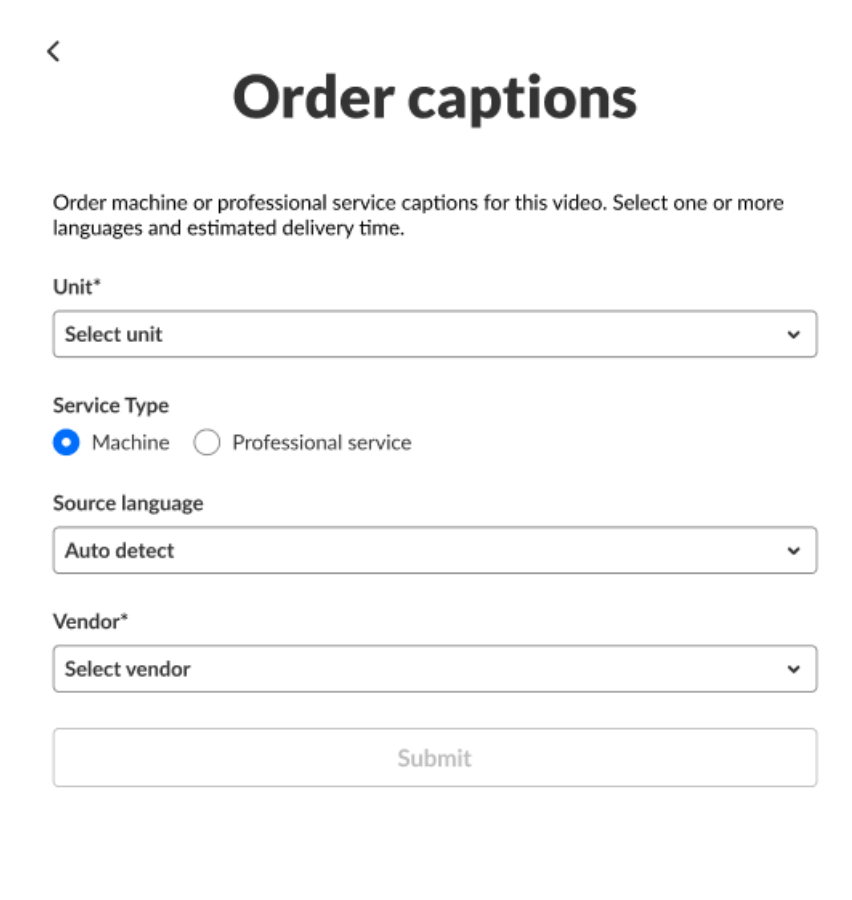 Order captions
Order machine or professional service captions for this video. Select one or more
languages and estimated delivery time.
Unit*
Select unit
Service Type
Machine Professional service
Source language
Auto detect
Vendor*
Select vendor
Submit